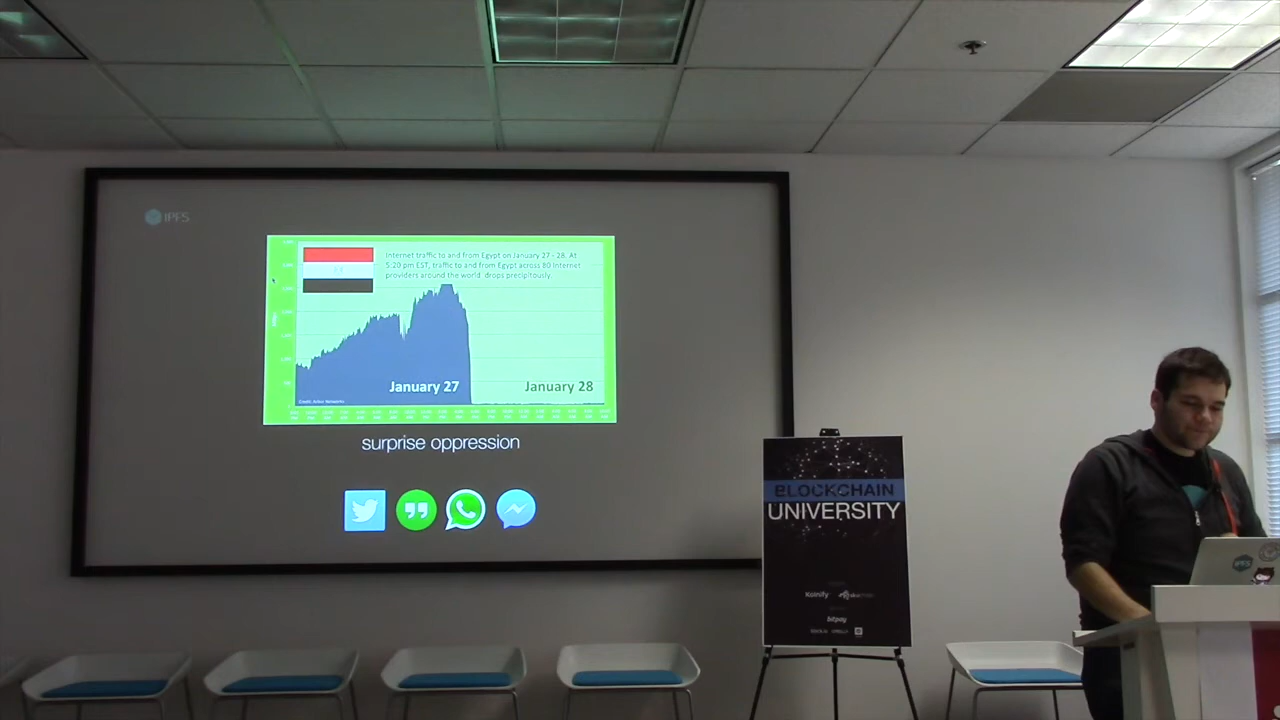 IPFS
Internet traffic to and from Egypt on January 27 - 28. At
5:20 pm EST, traffic to and from Egypt across 80 Internet
providers around the world drops precipitously.
January 27
January 28
surprise oppression
BLOCKCHAIN
UNIVERSITY
Koinify
bitpay